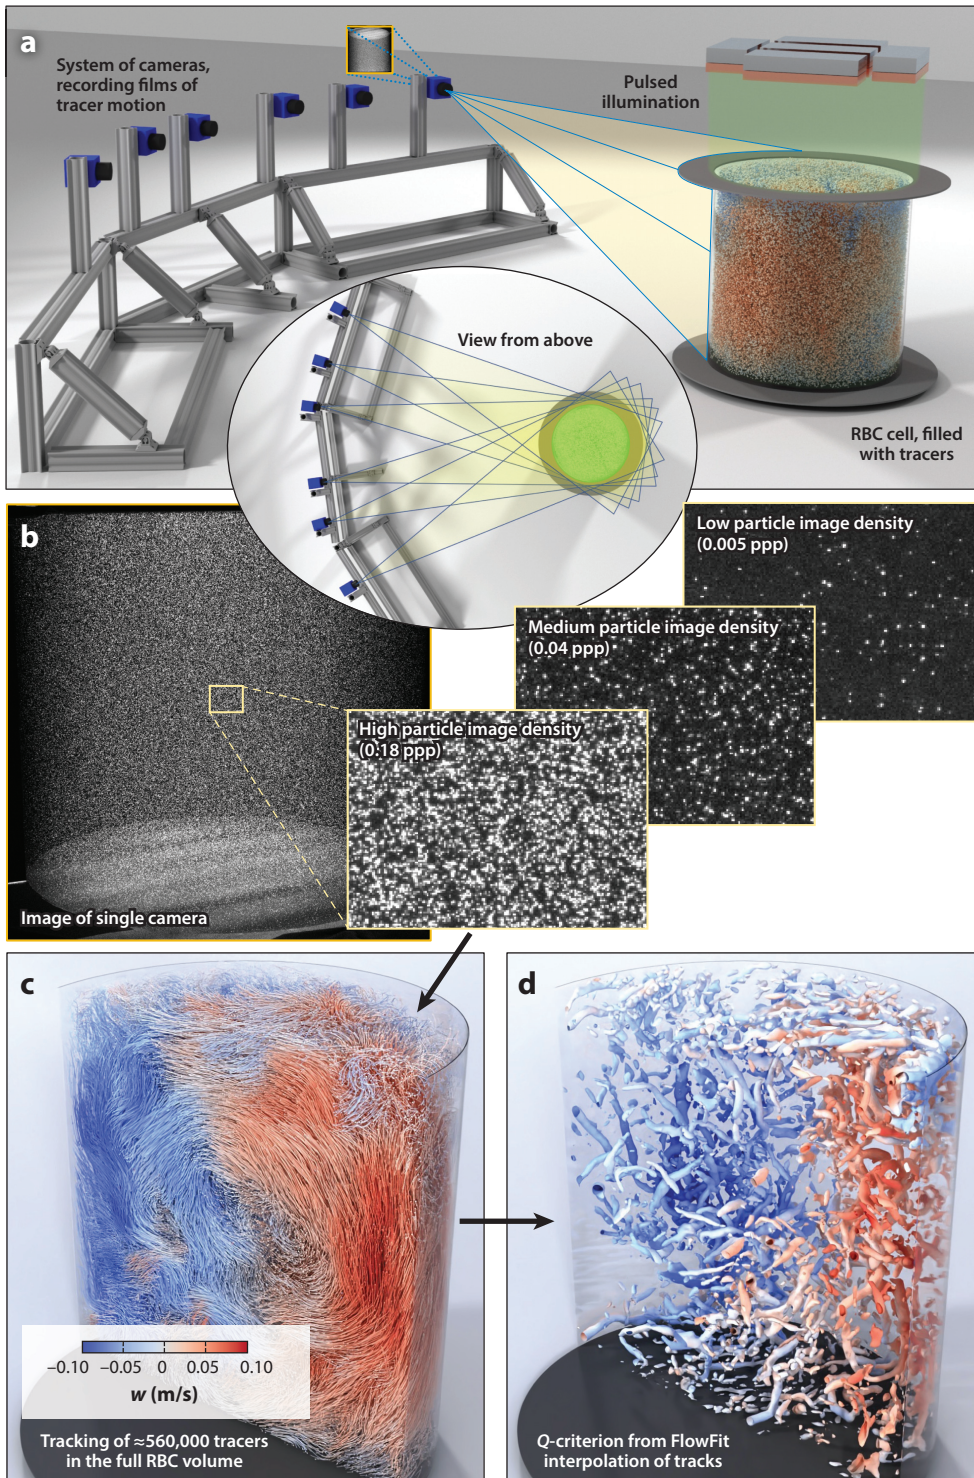 a
System of cameras,
recording films of
tracer motion
Pulsed
illumination
View from above
RBC cell, filled
with tracers
b
Low particle image density
(0.005 ppp)
Medium particle image density
(0.04 ppp)
High particle image density
(0.18 ppp)
Image of single camera
c
d
−0.10 −0.05 0 0.05 0.10
w (m/s)
Tracking of ≈560,000 tracers
in the full RBC volume
Q-criterion from FlowFit
interpolation of tracks